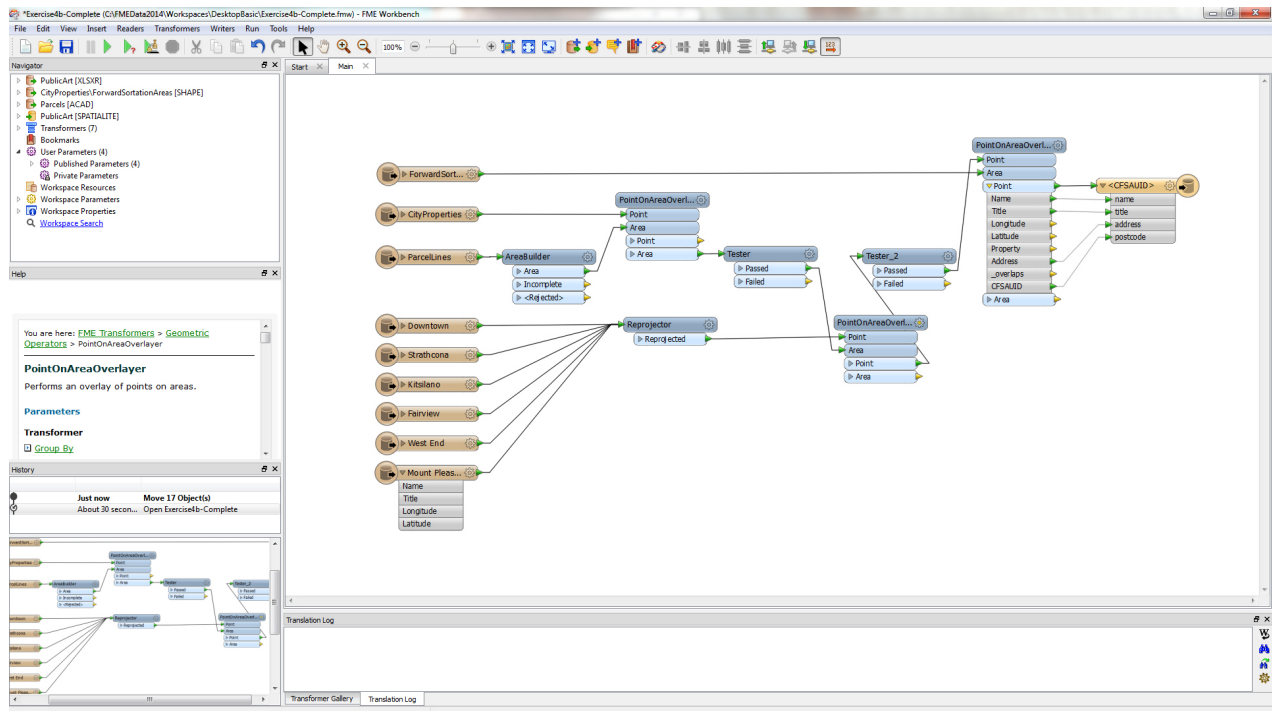 *Exercise4b-Complete (C:\FMEData2014\Workspaces\DesktopBasic\Exercise4b-Complete.fmw) - FME Workbench
File Edit View Insert Readers Transformers Writers Run Tools Help
100%
Navigator
PublicArt [XLSXR]
CityProperties\ForwardSortationAreas [SHAPE]
Parcels [ACAD]
PublicArt [SPATIALITE]
Transformers (7)
Bookmarks
User Parameters (4)
Published Parameters (4)
Private Parameters
Workspace Resources
Workspace Parameters
Workspace Properties
Workspace Search
Help
You are here: FME Transformers > Geometric
Operators > PointOnAreaOverlayer
PointOnAreaOverlayer
Performs an overlay of points on areas.
Parameters
Transformer
Group By
History
Just now Move 17 Object(s)
About 30 secon... Open Exercise4b-Complete
Start Main
ForwardSort...
CityProperties
ParcelLines
AreaBuilder
Area
Incomplete
<Rejected>
PointOnAreaOverl...
Point
Area
Point
Area
Tester
Passed
Failed
Downtown
Strathcona
Kitsilano
Fairview
West End
Mount Pleas...
Name
Title
Longitude
Latitude
Reprojector
Reprojected
PointOnAreaOverl...
Point
Area
Point
Area
Tester_2
Passed
Failed
PointOnAreaOverl...
Point
Area
Point
Name
Title
Longitude
Latitude
Property
Address
_overlaps
CFSAUID
Area
<CFSAUID>
name
title
address
postcode
Translation Log
Transformer Gallery Translation Log